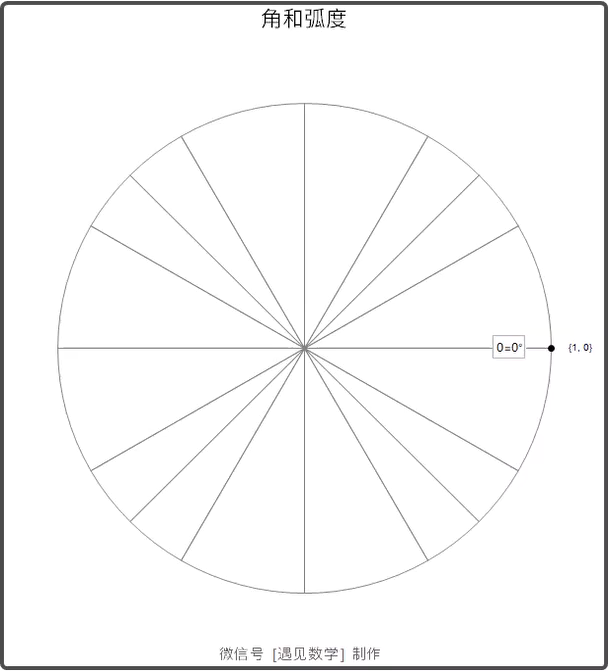 角和弧度
0=0°
{1, 0}
微信号 [遇见数学] 制作